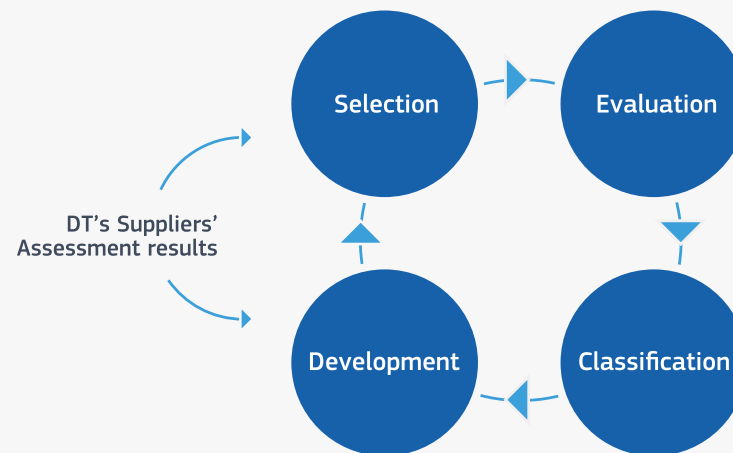 Selection
Evaluation
DT’s Suppliers’
Assessment results
Development
Classification